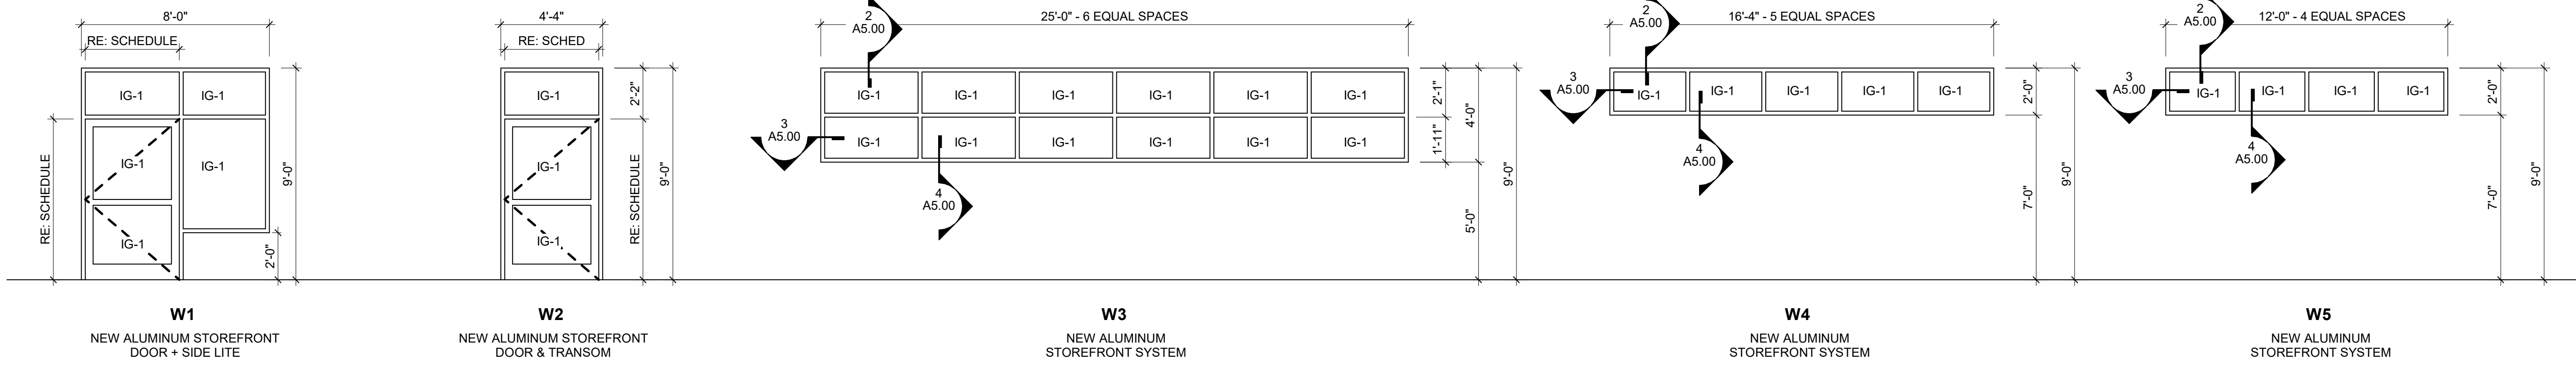 8'-0"
RE: SCHEDULE
IG-1
IG-1
IG-1
IG-1
IG-1
RE: SCHEDULE
2'-0"
9'-0"
W1
NEW ALUMINUM STOREFRONT
DOOR + SIDE LITE
4'-4"
RE: SCHED
IG-1
IG-1
IG-1
2'-2"
RE: SCHEDULE
9'-0"
W2
NEW ALUMINUM STOREFRONT
DOOR & TRANSOM
2
A5.00
25'-0" - 6 EQUAL SPACES
IG-1 IG-1 IG-1 IG-1 IG-1 IG-1
3
A5.00
IG-1 IG-1 IG-1 IG-1 IG-1 IG-1
4
A5.00
2'-1"
1'-11"
4'-0"
5'-0"
9'-0"
W3
NEW ALUMINUM
STOREFRONT SYSTEM
2
A5.00
16'-4" - 5 EQUAL SPACES
3
A5.00
IG-1 IG-1 IG-1 IG-1 IG-1
4
A5.00
2'-0"
7'-0"
9'-0"
W4
NEW ALUMINUM
STOREFRONT SYSTEM
2
A5.00
12'-0" - 4 EQUAL SPACES
3
A5.00
IG-1 IG-1 IG-1 IG-1
4
A5.00
2'-0"
7'-0"
9'-0"
W5
NEW ALUMINUM
STOREFRONT SYSTEM